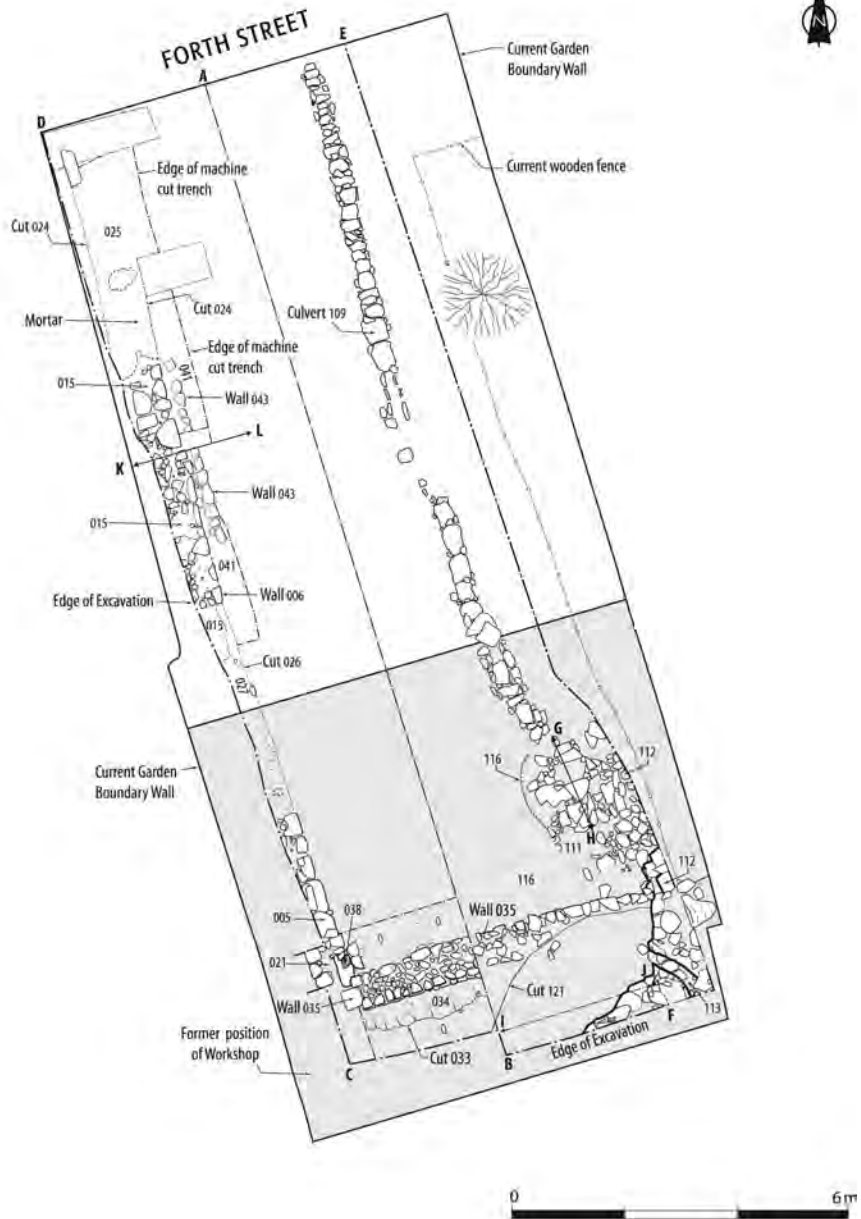 N
FORTH STREET
E
A
D
Current Garden
Boundary Wall
Current wooden fence
Edge of machine
cut trench
Cut 024
025
Cut 024
Mortar
Culvert 109
Edge of machine
cut trench
015
041
Wall 043
L
K
Wall 043
015
041
Edge of Excavation
Wall 006
015
Cut 026
027
G
112
116
Current Garden
Boundary Wall
H
111
116
112
005
038
Wall 035
021
Wall 035
034
Cut 121
J
113
Former position
of Workshop
I
F
Cut 033
Edge of Excavation
C
B
0
6m